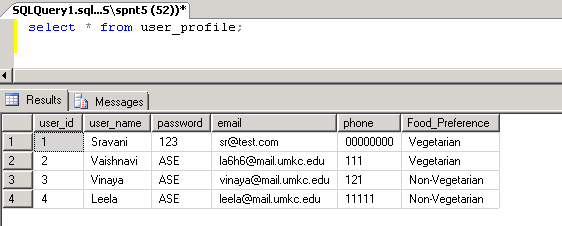 SQLQuery1.sql...S\spnt5 (52))*
select * from user_profile;
Results Messages
user_id user_name password email phone Food_Preference
1 1 Sravani 123 sr@test.com 00000000 Vegetarian
2 2 Vaishnavi ASE la6h6@mail.umkc.edu 111 Vegetarian
3 3 Vinaya ASE vinaya@mail.umkc.edu 121 Non-Vegetarian
4 4 Leela ASE leela@mail.umkc.edu 11111 Non-Vegetarian